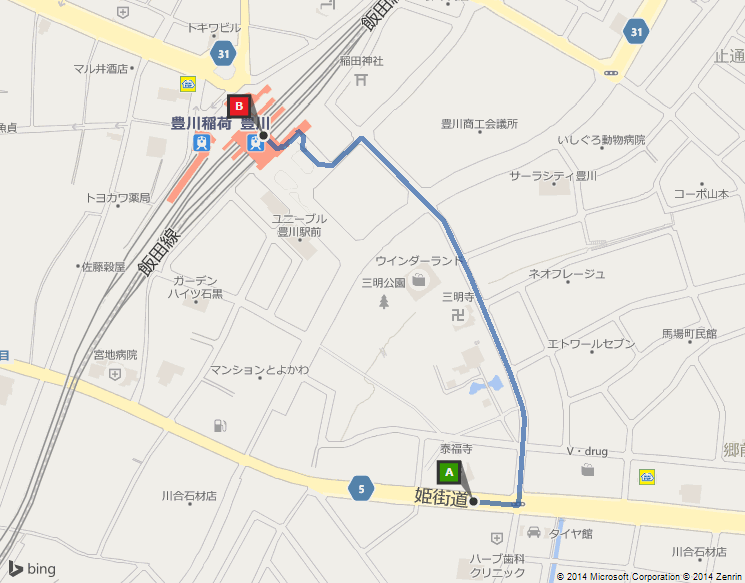 飯田線
ドキワビル
31
31
止通
マル井酒店
稲田神社
魚貞
B
豊川稲荷 豊川
豊川商工会議所
いしぐろ動物病院
サーラシティ豊川
コーポ山本
トヨカワ薬局
ユニーブル
豊川駅前
飯田線
佐藤穀屋
ガーデン
ハイツ石黒
ウインダーランド
三明公園
三明寺
ネオフレージュ
馬場町民館
エトワールセブン
目
宮地病院
マンションとよかわ
泰福寺
V・drug
郷前
A
5
姫街道
川合石材店
タイヤ館
ハーブ歯科
クリニック
川合石材店
bing
© 2014 Microsoft Corporation © 2014 Zenrin